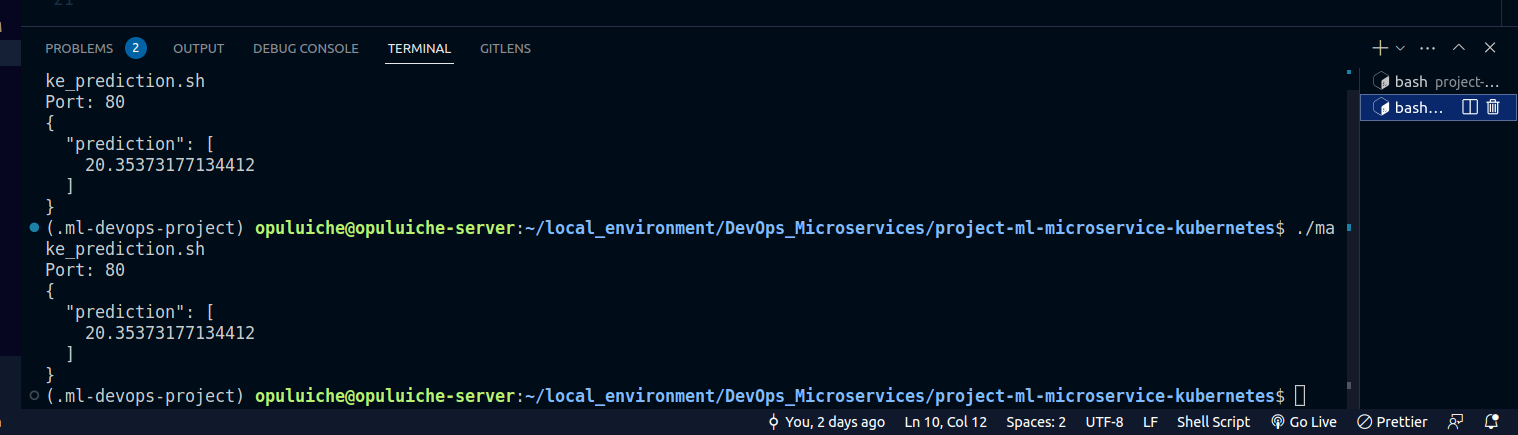 21
PROBLEMS 2 OUTPUT DEBUG CONSOLE TERMINAL GITLENS
ke_prediction.sh
Port: 80
{
"prediction": [
20.35373177134412
]
}
(.ml-devops-project) opuluiche@opuluiche-server:~/local_environment/DevOps_Microservices/project-ml-microservice-kubernetes$ ./ma
ke_prediction.sh
Port: 80
{
"prediction": [
20.35373177134412
]
}
(.ml-devops-project) opuluiche@opuluiche-server:~/local_environment/DevOps_Microservices/project-ml-microservice-kubernetes$
bash project-...
bash...
You, 2 days ago Ln 10, Col 12 Spaces: 2 UTF-8 LF Shell Script Go Live Prettier